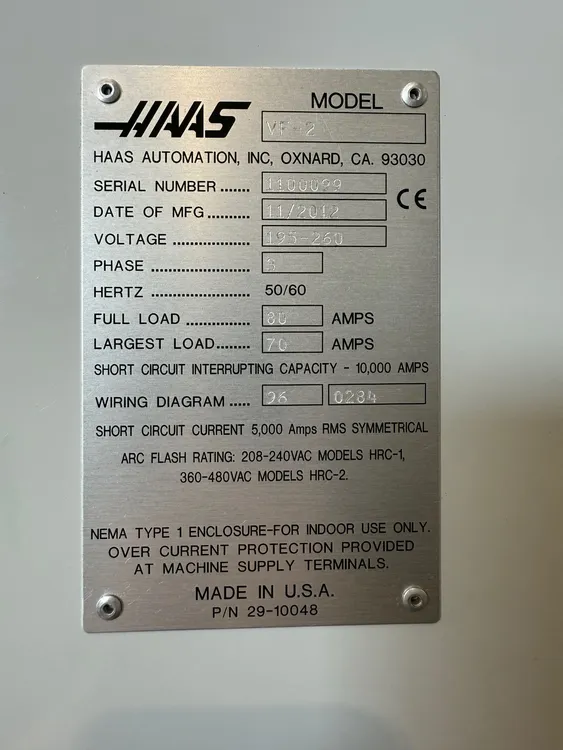 HAAS
MODEL
VF-2
HAAS AUTOMATION, INC, OXNARD, CA. 93030
SERIAL NUMBER ....... 1100099
DATE OF MFG.......... 11/2012
CE
VOLTAGE .................. 195-260
PHASE ....................... 3
HERTZ ....................... 50/60
FULL LOAD .............. 80 AMPS
LARGEST LOAD........ 70 AMPS
SHORT CIRCUIT INTERRUPTING CAPACITY - 10,000 AMPS
WIRING DIAGRAM ..... 96 0284
SHORT CIRCUIT CURRENT 5,000 Amps RMS SYMMETRICAL
ARC FLASH RATING: 208-240VAC MODELS HRC-1,
360-480VAC MODELS HRC-2.
NEMA TYPE 1 ENCLOSURE-FOR INDOOR USE ONLY.
OVER CURRENT PROTECTION PROVIDED
AT MACHINE SUPPLY TERMINALS.
MADE IN U.S.A.
P/N 29-10048